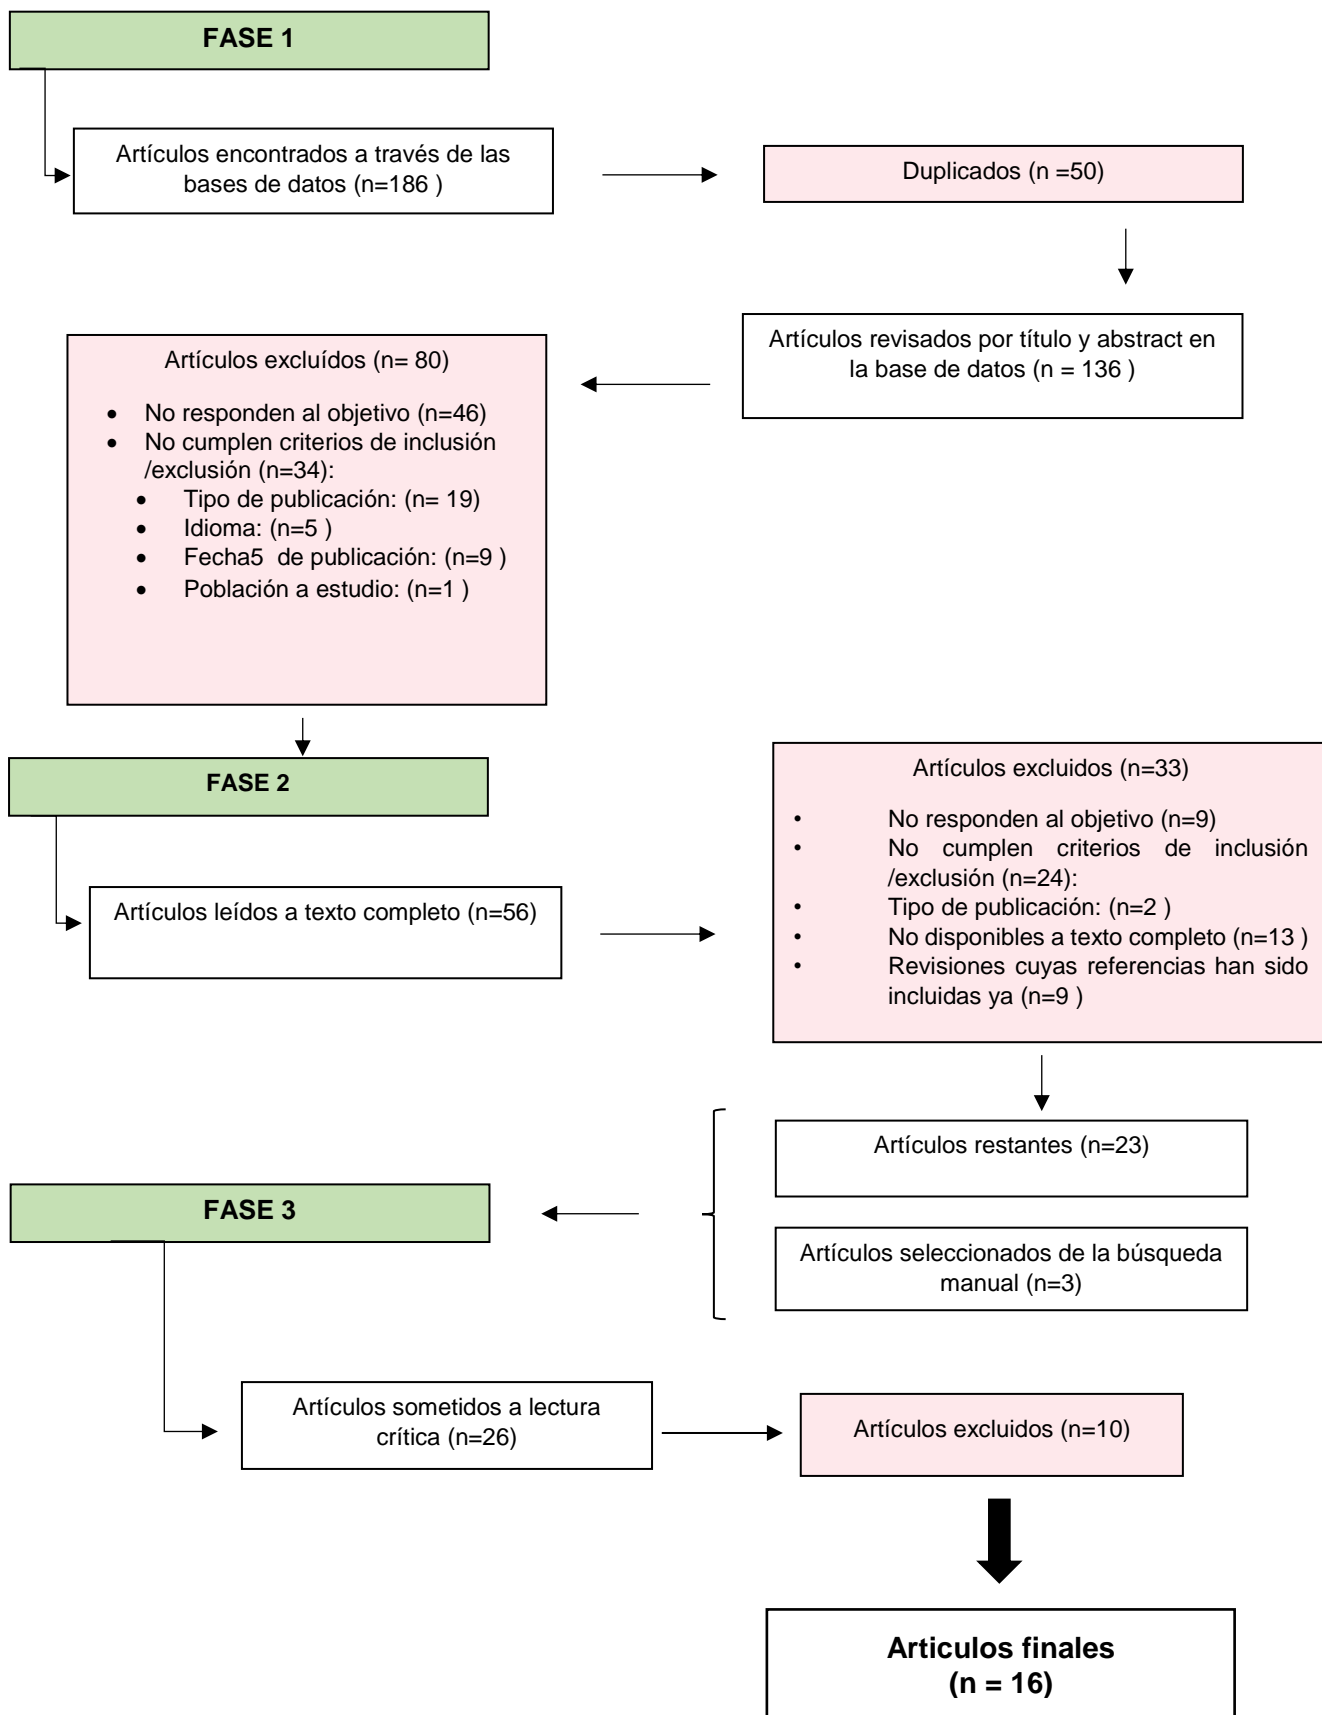 FASE 1
Artículos encontrados a través de las
bases de datos (n=186 )
Duplicados (n =50)
Artículos revisados por título y abstract en
la base de datos (n = 136 )
Artículos excluídos (n= 80)
• No responden al objetivo (n=46)
• No cumplen criterios de inclusión
/exclusión (n=34):
• Tipo de publicación: (n= 19)
• Idioma: (n=5 )
• Fecha5 de publicación: (n=9 )
• Población a estudio: (n=1 )
FASE 2
Artículos leídos a texto completo (n=56)
Artículos excluidos (n=33)
• No responden al objetivo (n=9)
• No cumplen criterios de inclusión
/exclusión (n=24):
• Tipo de publicación: (n=2 )
• No disponibles a texto completo (n=13 )
• Revisiones cuyas referencias han sido
incluidas ya (n=9 )
Artículos restantes (n=23)
Artículos seleccionados de la búsqueda
manual (n=3)
FASE 3
Artículos sometidos a lectura
crítica (n=26)
Artículos excluidos (n=10)
Articulos finales
(n = 16)